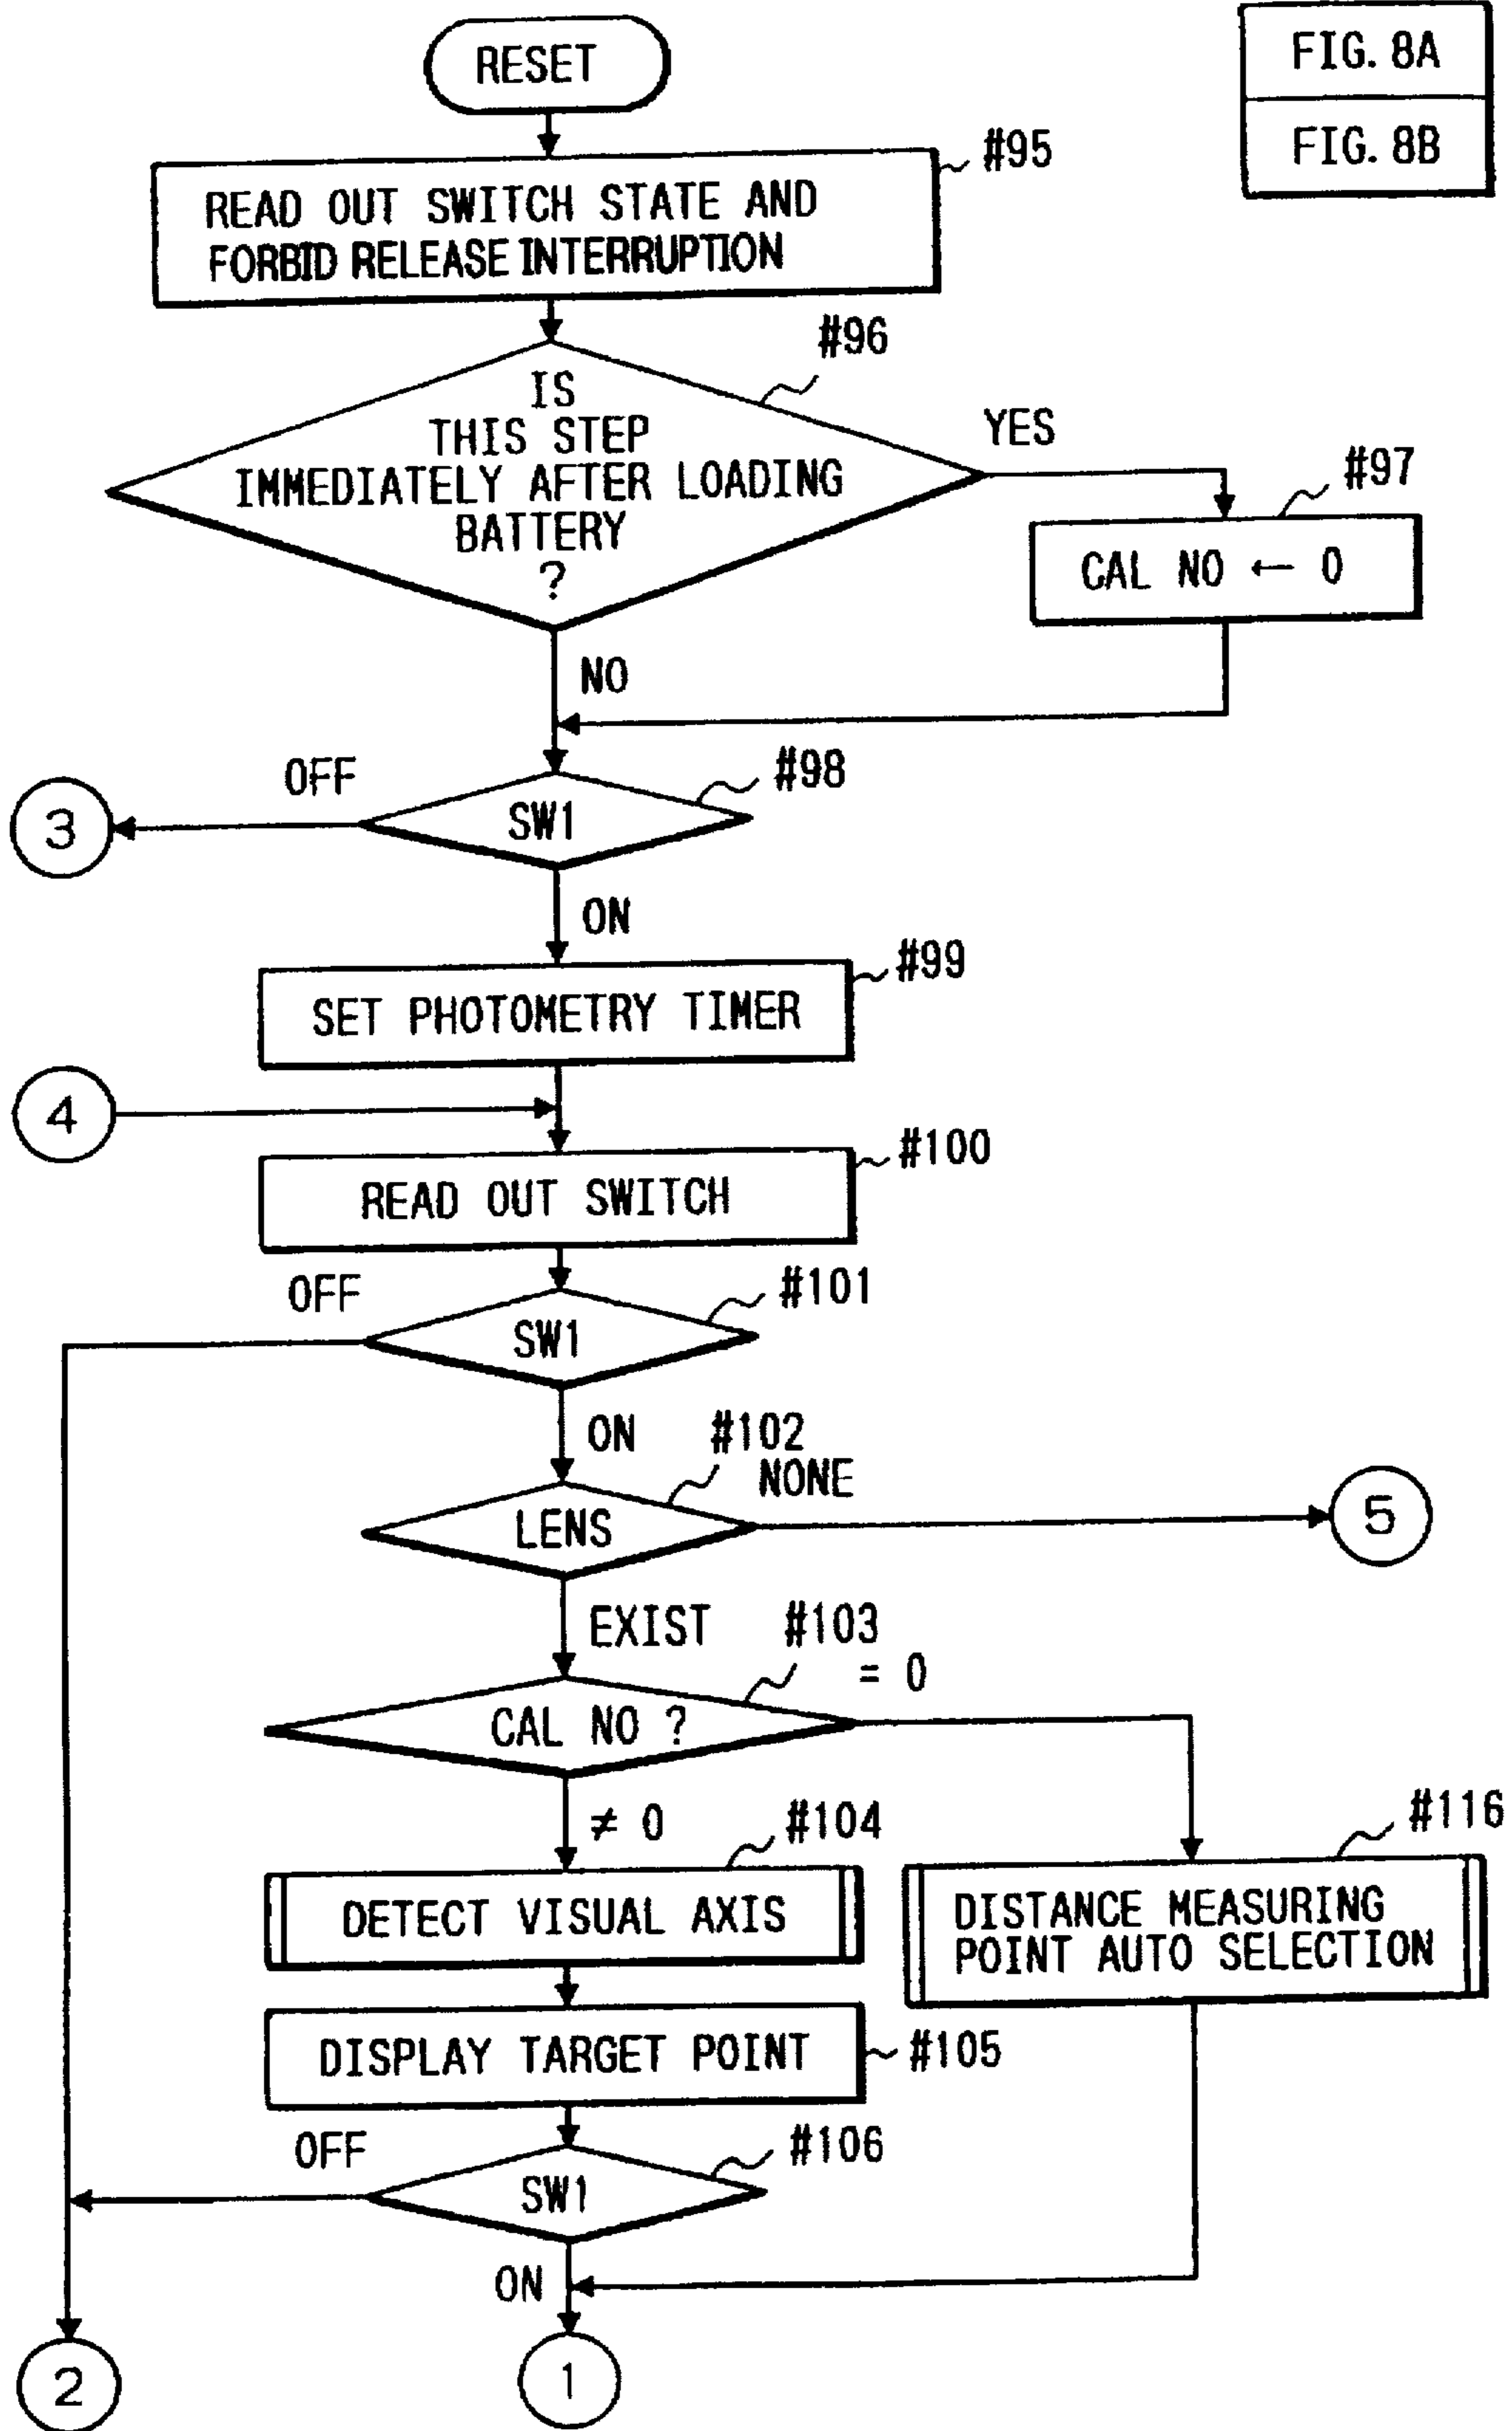 FIG. 8A
FIG. 8B
RESET
#95
READ OUT SWITCH STATE AND
FORBID RELEASE INTERRUPTION
#96
IS
THIS STEP
IMMEDIATELY AFTER LOADING
BATTERY
?
YES
#97
CAL NO ← 0
NO
#98
OFF
SW1
3
ON
#99
SET PHOTOMETRY TIMER
4
#100
READ OUT SWITCH
OFF
#101
SW1
ON
#102
NONE
LENS
5
EXIST
#103
= 0
CAL NO ?
≠ 0
#104
#116
DETECT VISUAL AXIS
DISTANCE MEASURING
POINT AUTO SELECTION
DISPLAY TARGET POINT
#105
OFF
#106
SW1
ON
2
1